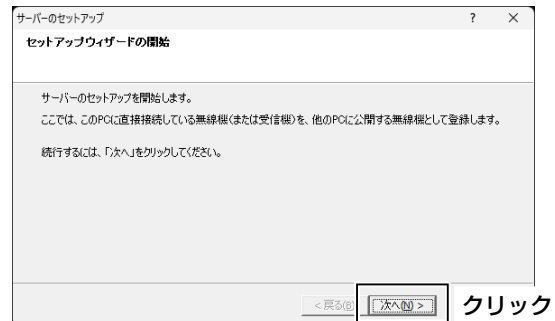 サーバーのセットアップ ? ×
セットアップウィザードの開始
サーバーのセットアップを開始します。
ここでは、このPCに直接接続している無線機(または受信機)を、他のPCに公開する無線機として登録します。
続行するには、「次へ」をクリックしてください。
< 戻る(B) 次へ(N) > クリック